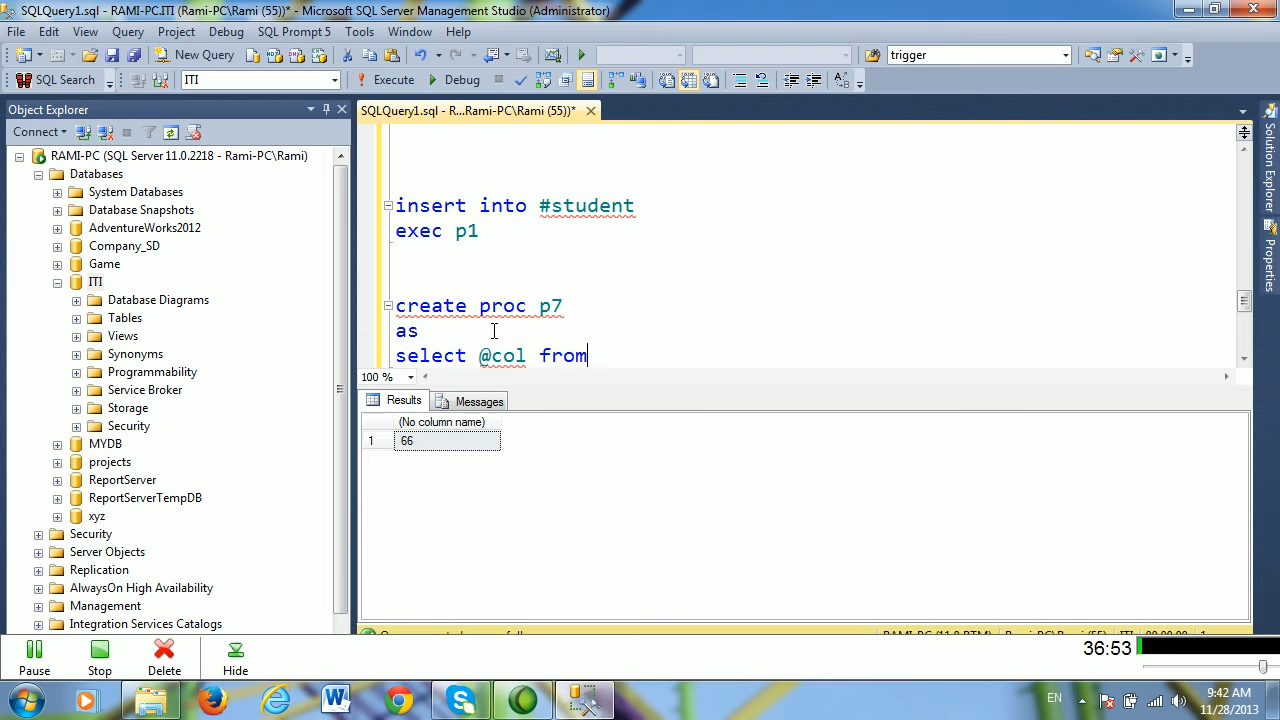 SQLQuery1.sql - RAMI-PC.ITI (Rami-PC\Rami (55))* - Microsoft SQL Server Management Studio (Administrator)
File Edit View Query Project Debug SQL Prompt 5 Tools Window Help
New Query trigger
SQL Search ITI Execute Debug
Object Explorer
SQLQuery1.sql - R...Rami-PC\Rami (55))*
Connect
RAMI-PC (SQL Server 11.0.2218 - Rami-PC\Rami)
Databases
System Databases
Database Snapshots
AdventureWorks2012
Company_SD
Game
ITI
Database Diagrams
Tables
Views
Synonyms
Programmability
Service Broker
Storage
Security
MYDB
projects
ReportServer
ReportServerTempDB
xyz
Security
Server Objects
Replication
AlwaysOn High Availability
Management
Integration Services Catalogs
insert into #student
exec p1
create proc p7
as
select @col from
100 %
Results Messages
(No column name)
1 66
Solution Explorer
Properties
Pause Stop Delete Hide
36:53
EN
9:42 AM
11/28/2013